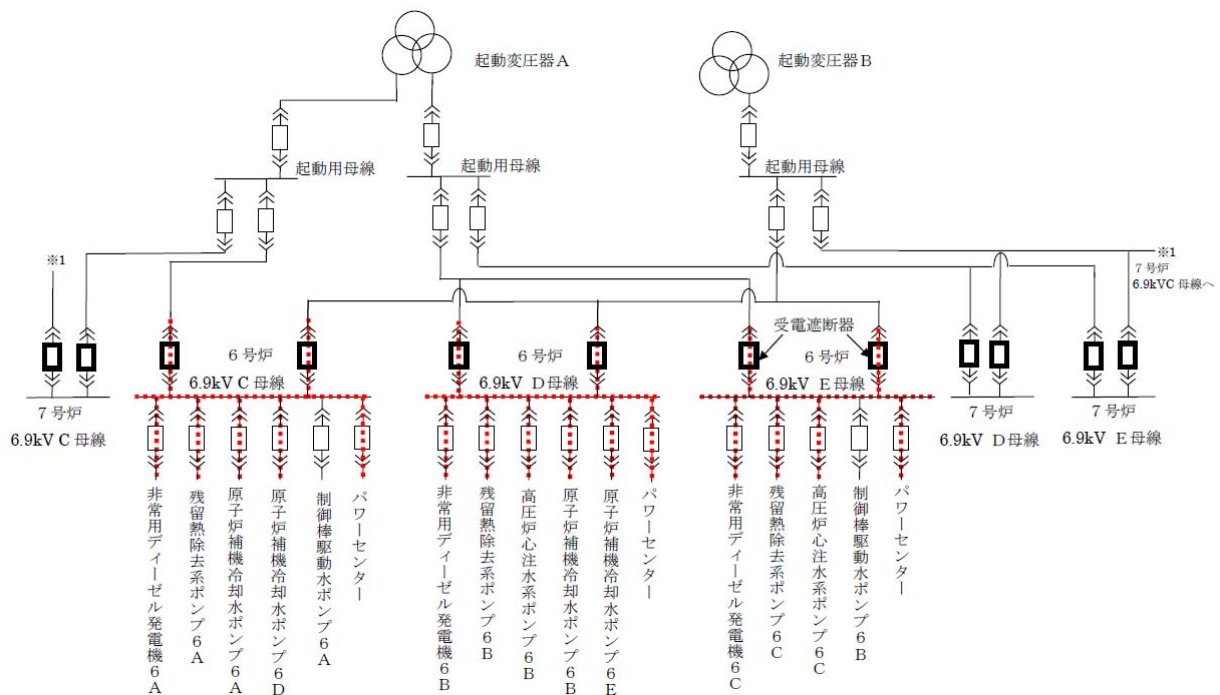 起動変圧器A
起動変圧器B
起動用母線
起動用母線
起動用母線
※1
※1
7号炉
6.9kVC 母線へ
受電遮断器
6号炉
6.9kV C 母線
6号炉
6.9kV D母線
6号炉
6.9kV E母線
7号炉
6.9kV C 母線
7号炉
6.9kV D母線
7号炉
6.9kV E母線
非常用ディーゼル発電機6A
残留熱除去系ポンプ6A
原子炉補機冷却水ポンプ6A
原子炉補機冷却水ポンプ6D
制御棒駆動水ポンプ6A
パワーセンター
非常用ディーゼル発電機6B
残留熱除去系ポンプ6B
高圧炉心注水系ポンプ6B
原子炉補機冷却水ポンプ6B
原子炉補機冷却水ポンプ6E
パワーセンター
非常用ディーゼル発電機6C
残留熱除去系ポンプ6C
高圧炉心注水系ポンプ6C
制御棒駆動水ポンプ6B
パワーセンター